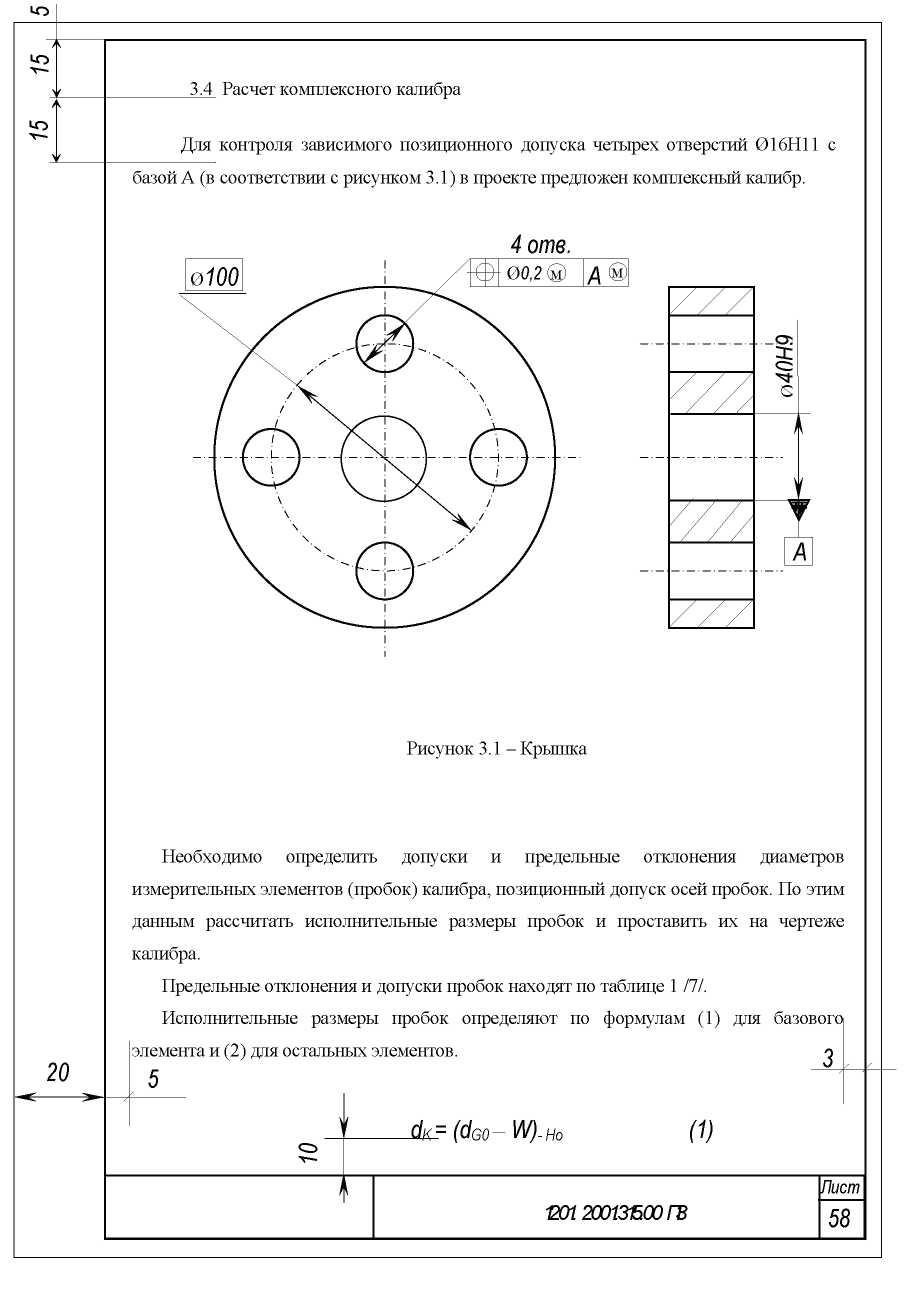 5
15
15
3.4 Расчет комплексного калибра
Для контроля зависимого позиционного допуска четырех отверстий Ø16H11 с
базой А (в соответствии с рисунком 3.1) в проекте предложен комплексный калибр.
4 отв.
Ø0,2 Ⓜ A Ⓜ
Ø100
Ø40H9
A
Рисунок 3.1 – Крышка
Необходимо определить допуски и предельные отклонения диаметров
измерительных элементов (пробок) калибра, позиционный допуск осей пробок. По этим
данным рассчитать исполнительные размеры пробок и проставить их на чертеже
калибра.
Предельные отклонения и допуски пробок находят по таблице 1 /7/.
Исполнительные размеры пробок определяют по формулам (1) для базового
элемента и (2) для остальных элементов.
20
5
3
dK = (dG0 – W)- Ho (1)
10
Лист
58